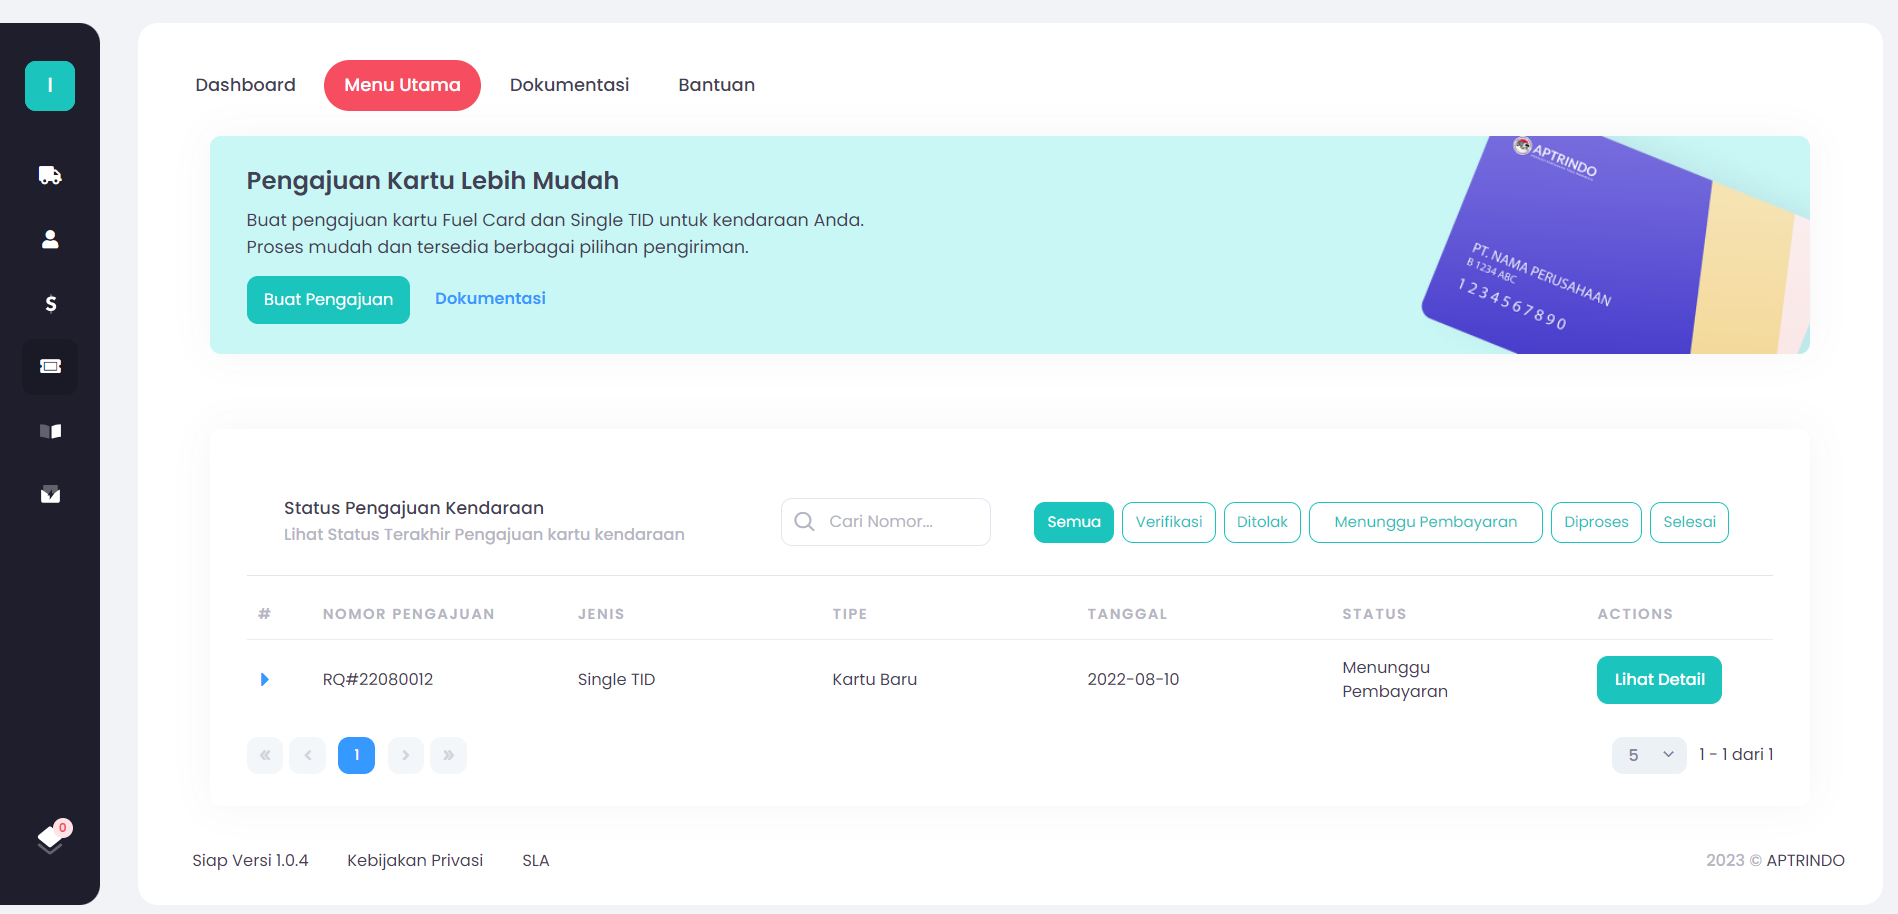 I
Dashboard Menu Utama Dokumentasi Bantuan
Pengajuan Kartu Lebih Mudah
Buat pengajuan kartu Fuel Card dan Single TID untuk kendaraan Anda.
Proses mudah dan tersedia berbagai pilihan pengiriman.
Buat Pengajuan Dokumentasi
APTRINDO
PT. NAMA PERUSAHAAN
B 1234 ABC
1234567890
Status Pengajuan Kendaraan
Lihat Status Terakhir Pengajuan kartu kendaraan
Cari Nomor...
Semua Verifikasi Ditolak Menunggu Pembayaran Diproses Selesai
# NOMOR PENGAJUAN JENIS TIPE TANGGAL STATUS ACTIONS
RQ#22080012 Single TID Kartu Baru 2022-08-10 Menunggu Pembayaran Lihat Detail
« ‹ 1 › »
5 1 - 1 dari 1
0
Siap Versi 1.0.4 Kebijakan Privasi SLA
2023 © APTRINDO